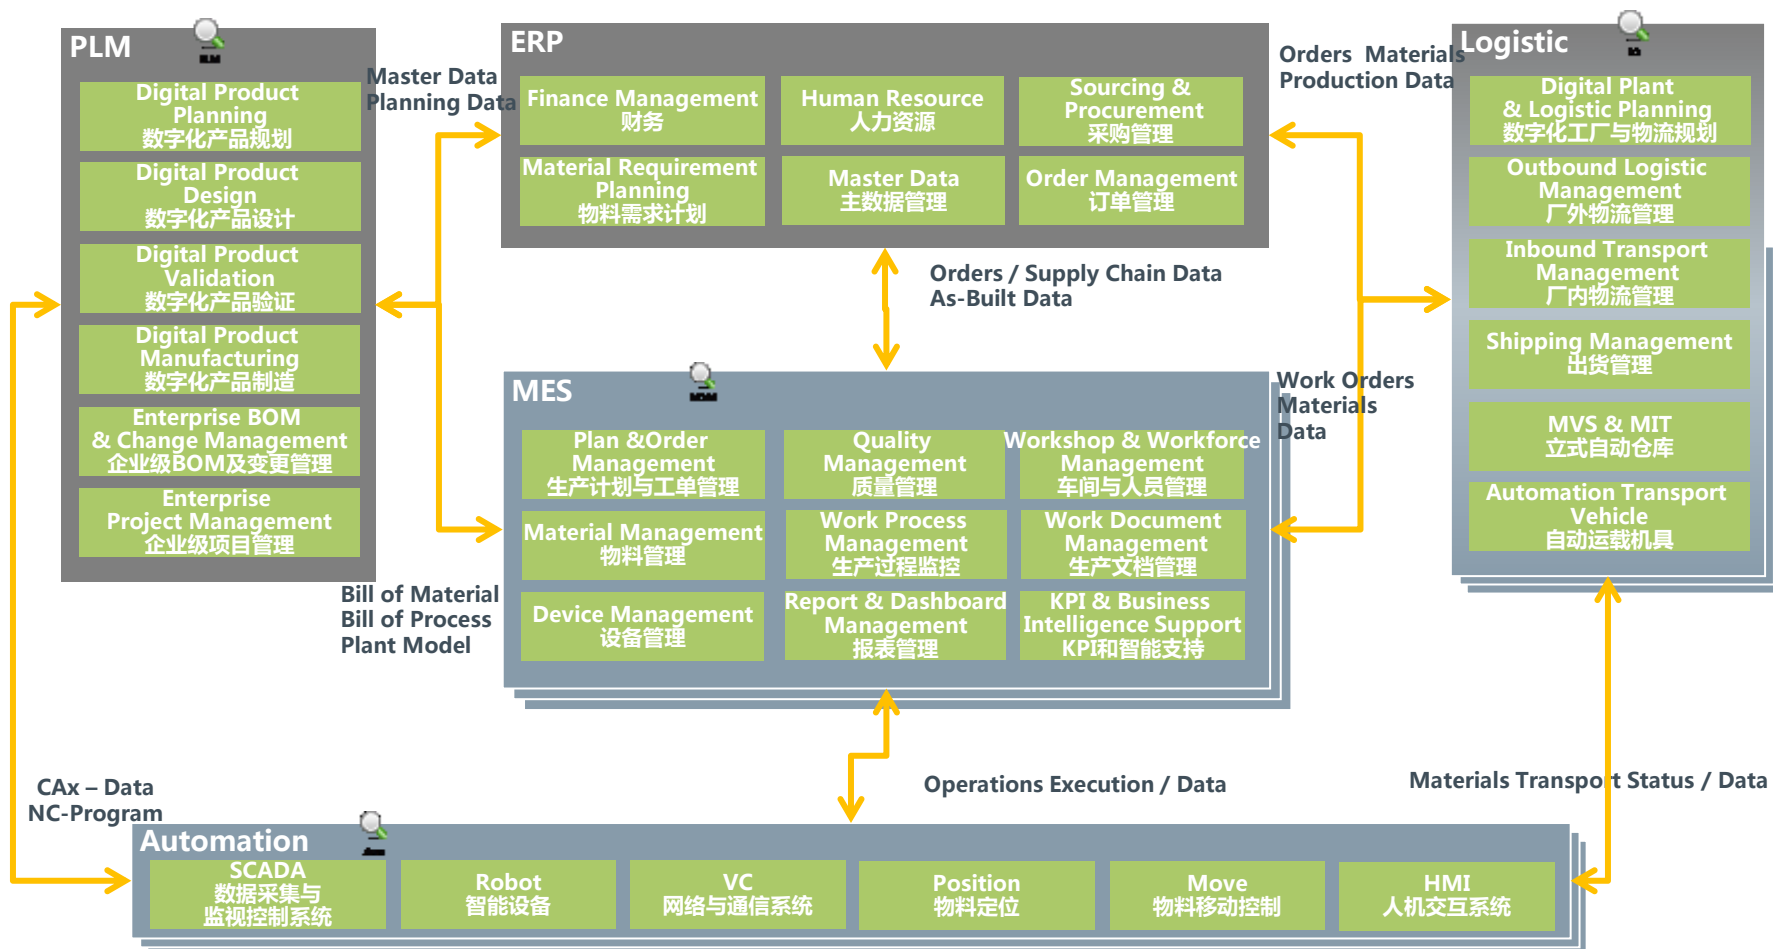 PLM
Digital Product
Planning
数字化产品规划
Digital Product
Design
数字化产品设计
Digital Product
Validation
数字化产品验证
Digital Product
Manufacturing
数字化产品制造
Enterprise BOM
& Change Management
企业级BOM及变更管理
Enterprise
Project Management
企业级项目管理
Master Data
Planning Data
ERP
Finance Management
财务
Human Resource
人力资源
Sourcing &
Procurement
采购管理
Material Requirement
Planning
物料需求计划
Master Data
主数据管理
Order Management
订单管理
Orders Materials
Production Data
Logistic
Digital Plant
& Logistic Planning
数字化工厂与物流规划
Outbound Logistic
Management
厂外物流管理
Inbound Transport
Management
厂内物流管理
Shipping Management
出货管理
MVS & MIT
立式自动仓库
Automation Transport
Vehicle
自动运载机具
Orders / Supply Chain Data
As-Built Data
MES
Plan &Order
Management
生产计划与工单管理
Quality
Management
质量管理
Workshop & Workforce
Management
车间与人员管理
Material Management
物料管理
Work Process
Management
生产过程监控
Work Document
Management
生产文档管理
Device Management
设备管理
Report & Dashboard
Management
报表管理
KPI & Business
Intelligence Support
KPI和智能支持
Work Orders
Materials
Data
Bill of Material
Bill of Process
Plant Model
CAx – Data
NC-Program
Operations Execution / Data
Materials Transport Status / Data
Automation
SCADA
数据采集与
监视控制系统
Robot
智能设备
VC
网络与通信系统
Position
物料定位
Move
物料移动控制
HMI
人机交互系统